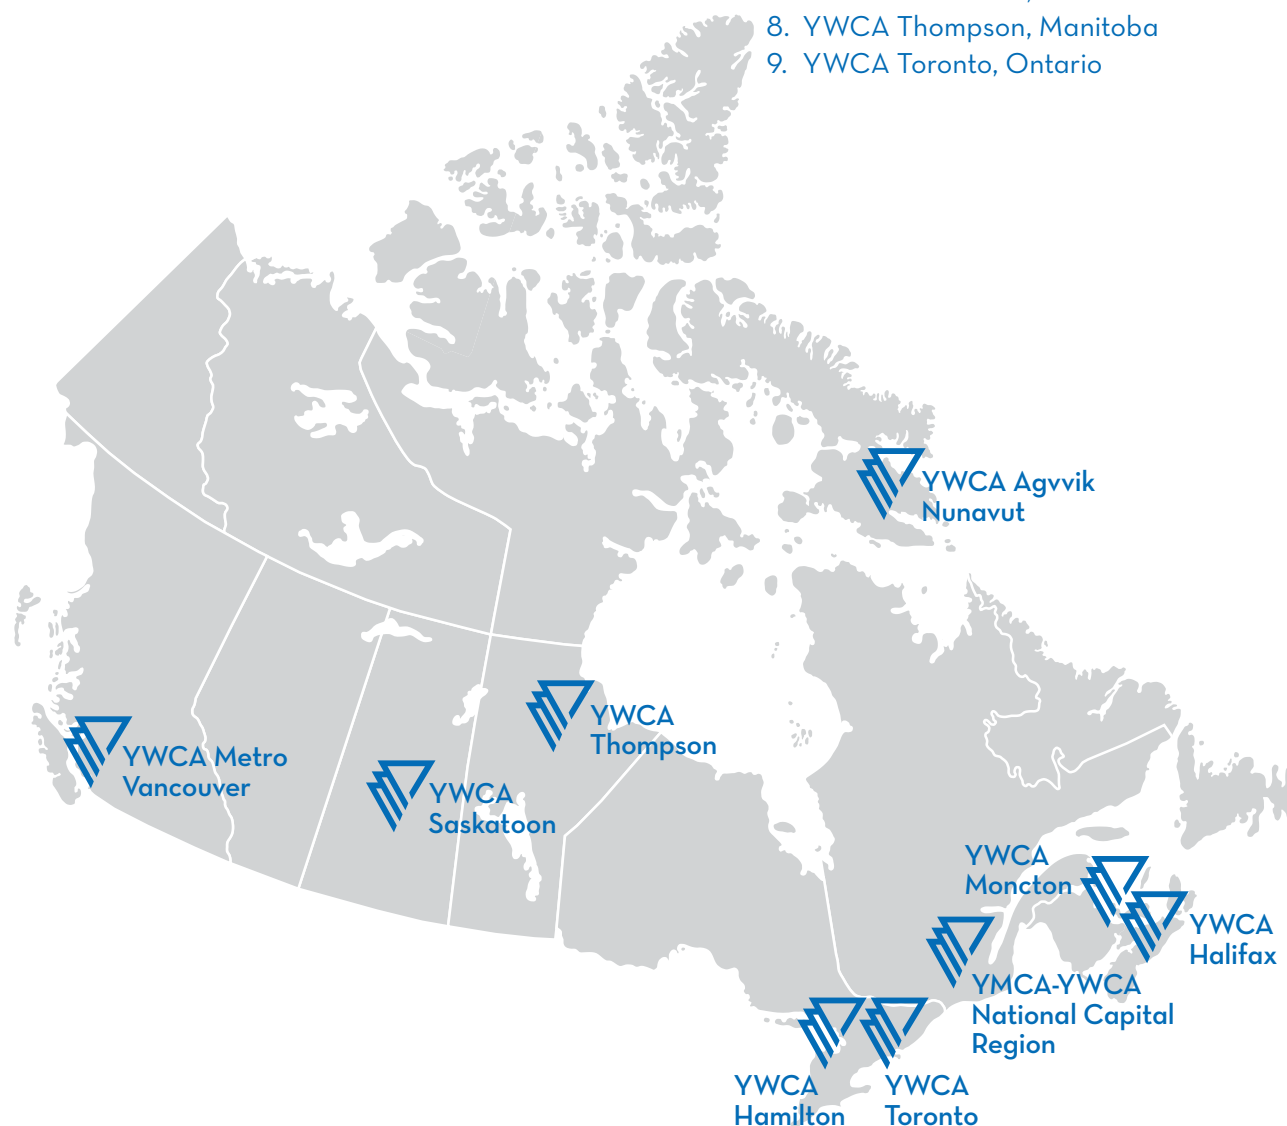 8. YWCA Thompson, Manitoba
9. YWCA Toronto, Ontario
YWCA Agvvik
Nunavut
YWCA
Thompson
YWCA Metro
Vancouver
YWCA
Saskatoon
YWCA
Moncton
YWCA
Halifax
YMCA-YWCA
National Capital
Region
YWCA
Hamilton
YWCA
Toronto